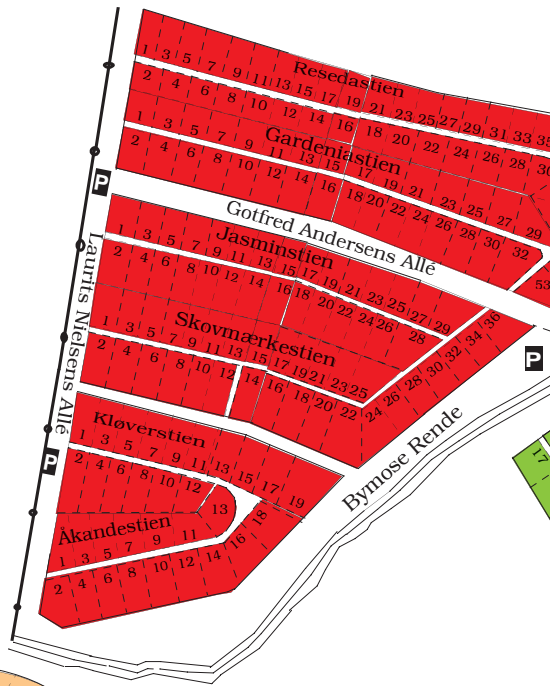 Resedastien
1 3 5 7 9 11 13 15 17 19 21 23 25 27 29 31 33 35
2 4 6 8 10 12 14 16 18 20 22 24 26 28 30
Gardeniastien
1 3 5 7 9 11 13 15 17 19 21 23 25 27 29
2 4 6 8 10 12 14 16 18 20 22 24 26 28 30 32
53
P
Gotfred Andersens Allé
Jasminstien
1 3 5 7 9 11 13 15 17 19 21 23 25 27 29
2 4 6 8 10 12 14 16 18 20 22 24 26 28
Skovmærkestien
1 3 5 7 9 11 13 15 17 19 21 23 25
2 4 6 8 10 12 14 16 18 20 22 24 26 28 30 32 34 36
P
Laurits Nielsens Allé
Kløverstien
1 3 5 7 9 11 13 15 17 19
2 4 6 8 10 12
13
P
Åkandestien
1 3 5 7 9 11
2 4 6 8 10 12 14 16 18
Bymose Rende
17